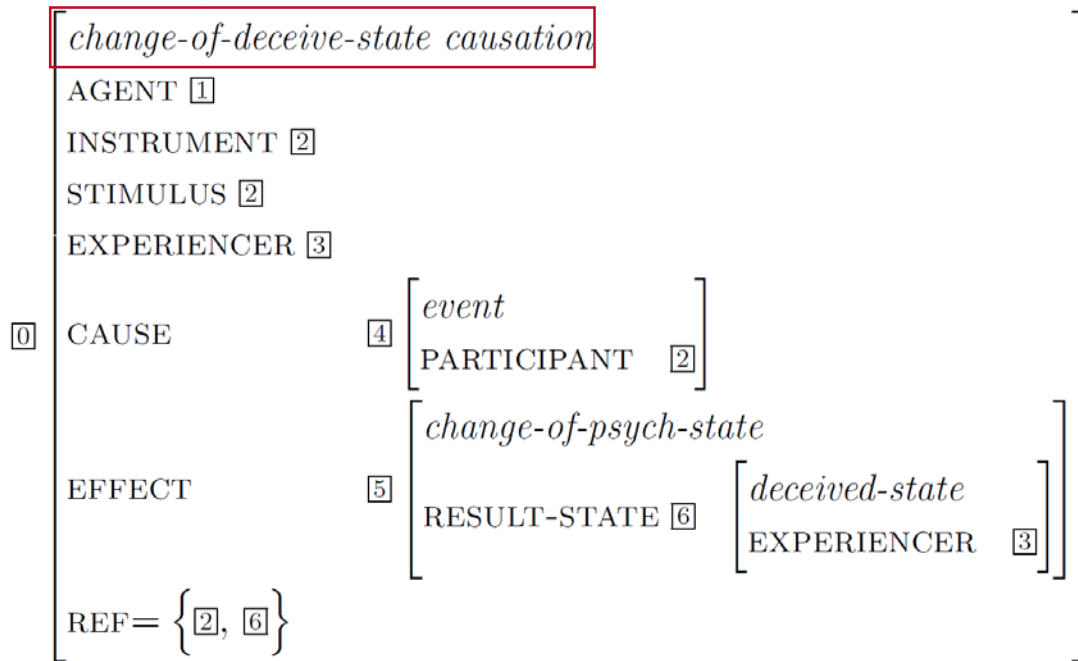 change-of-deceive-state causation
AGENT 1
INSTRUMENT 2
STIMULUS 2
EXPERIENCER 3
0 CAUSE 4 event
PARTICIPANT 2
EFFECT 5 change-of-psych-state
RESULT-STATE 6 deceived-state
EXPERIENCER 3
REF= {2, 6}